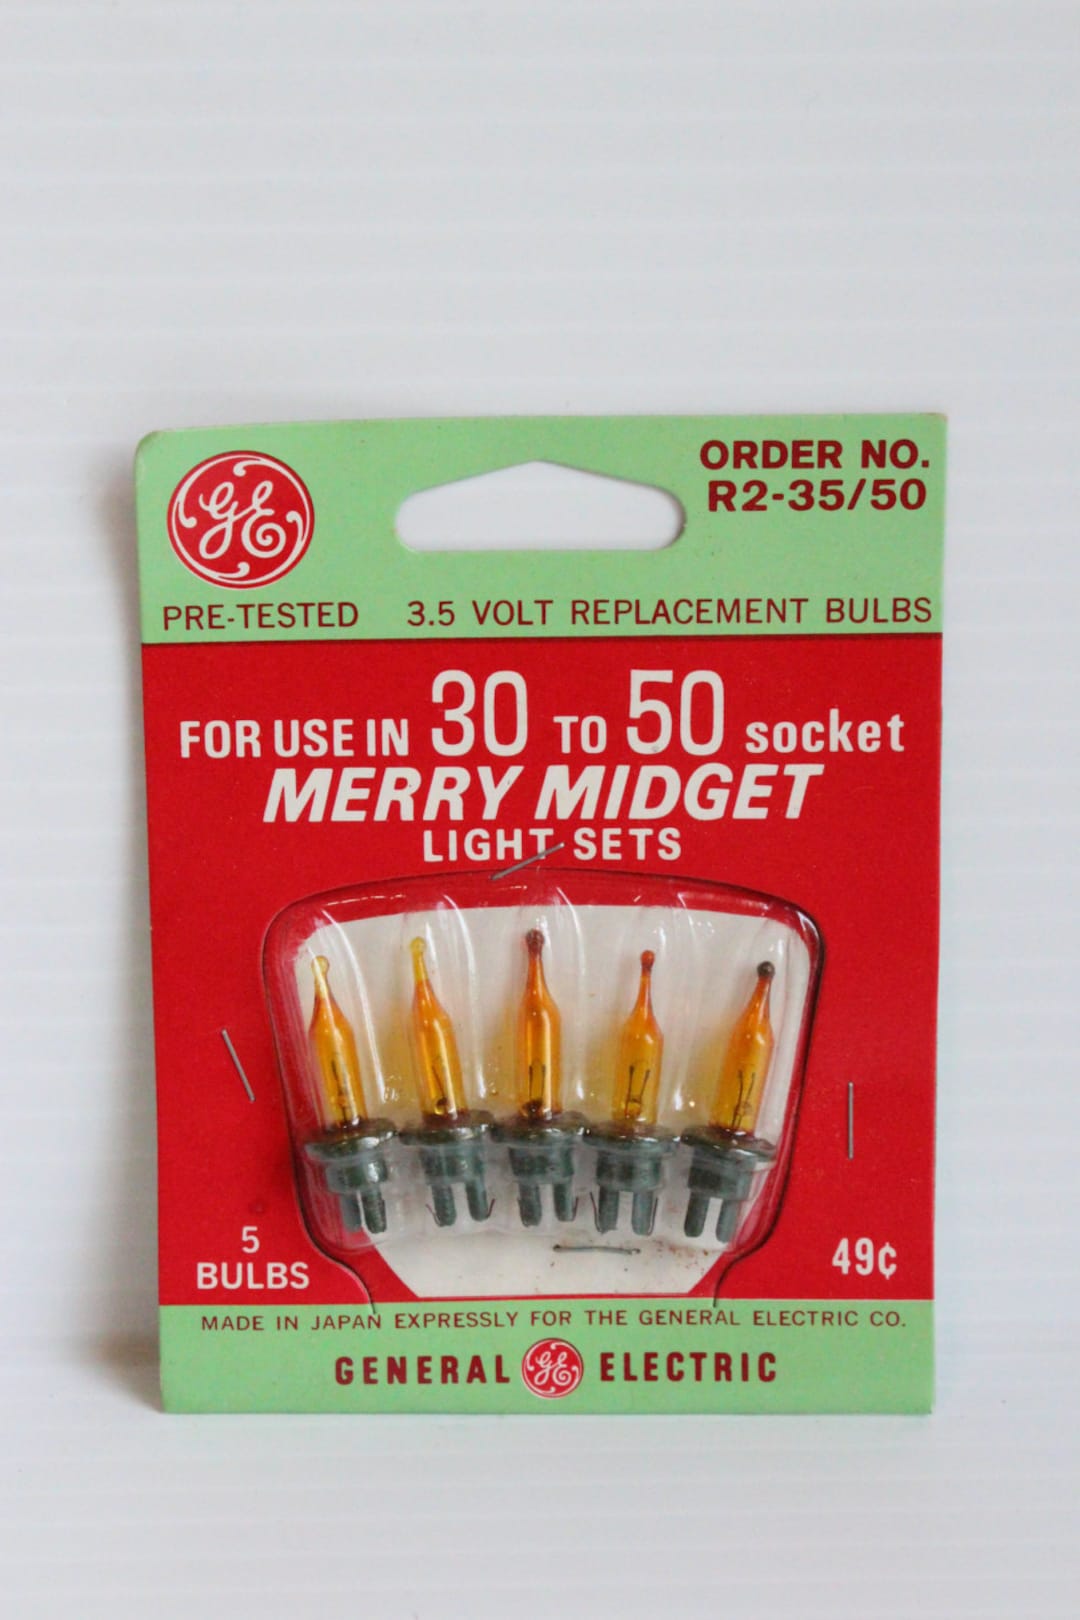 GE
ORDER NO.
R2-35/50
PRE-TESTED 3.5 VOLT REPLACEMENT BULBS
FOR USE IN 30 TO 50 socket
MERRY MIDGET
LIGHT SETS
5
BULBS
49¢
MADE IN JAPAN EXPRESSLY FOR THE GENERAL ELECTRIC CO.
GENERAL GE ELECTRIC